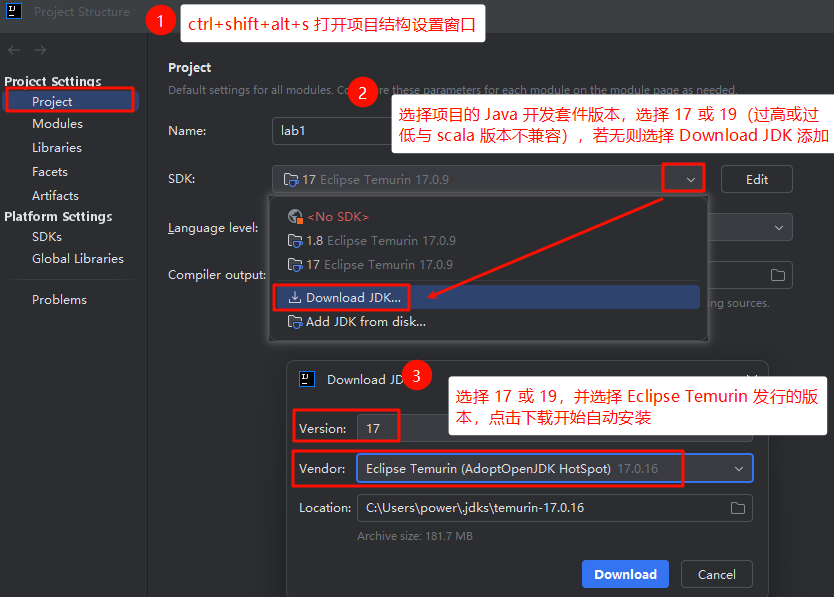 Project Structure
1
ctrl+shift+alt+s 打开项目结构设置窗口
Project Settings
Project
Modules
Libraries
Facets
Artifacts
Platform Settings
SDKs
Global Libraries
Problems
Project
Default settings for all modules. Co
re these parameters for each module on the module page as needed.
2
选择项目的 Java 开发套件版本，选择 17 或 19（过高或过
低与 scala 版本不兼容），若无则选择 Download JDK 添加
Name:
lab1
SDK:
17 Eclipse Temurin 17.0.9
Edit
<No SDK>
1.8 Eclipse Temurin 17.0.9
17 Eclipse Temurin 17.0.9
Download JDK...
Add JDK from disk...
Language level:
Compiler output:
ng sources.
Download JD
3
选择 17 或 19，并选择 Eclipse Temurin 发行的版
本，点击下载开始自动安装
Version:
17
Vendor:
Eclipse Temurin (AdoptOpenJDK HotSpot) 17.0.16
Location:
C:\Users\power\.jdks\temurin-17.0.16
Archive size: 181.7 MB
Download
Cancel